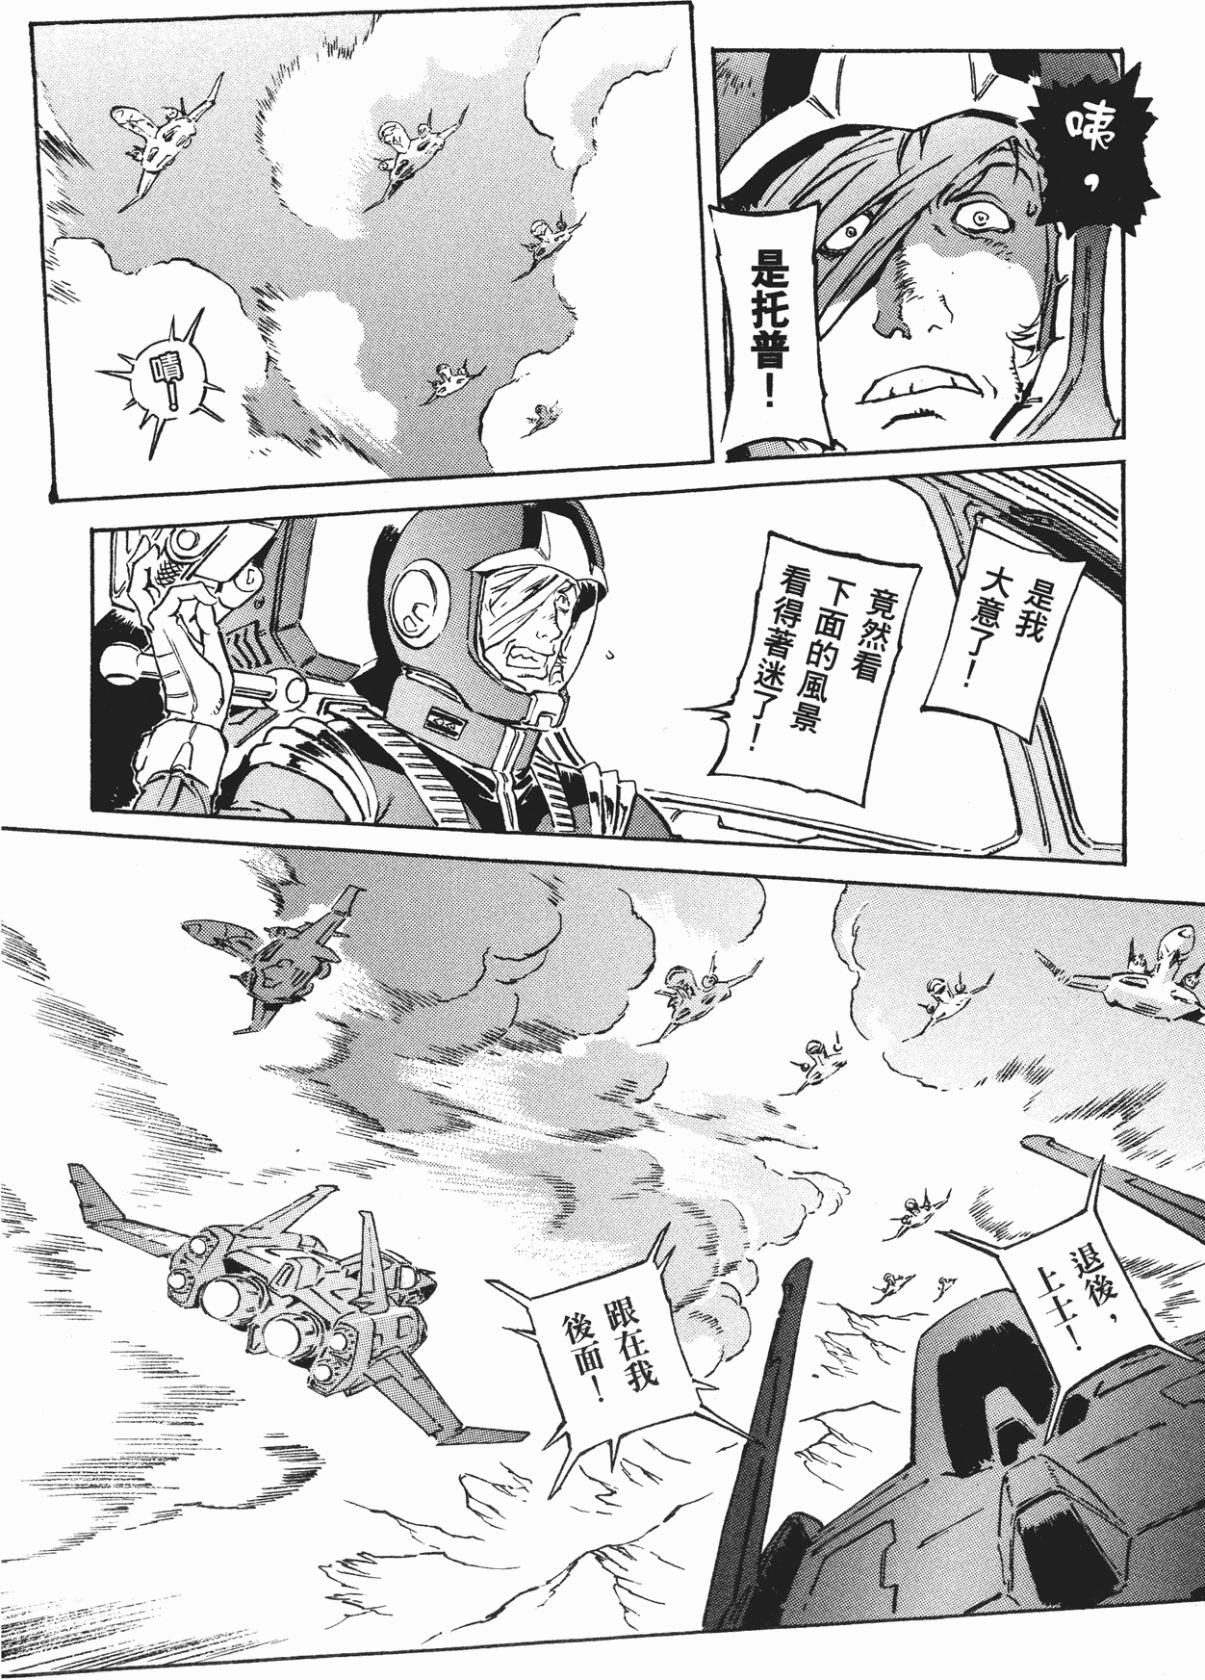 咦，
是托普！
嘖
是我
大意了！
竟然看
下面的風景
看得著迷了！
退後，
上士！
跟在我
後面！